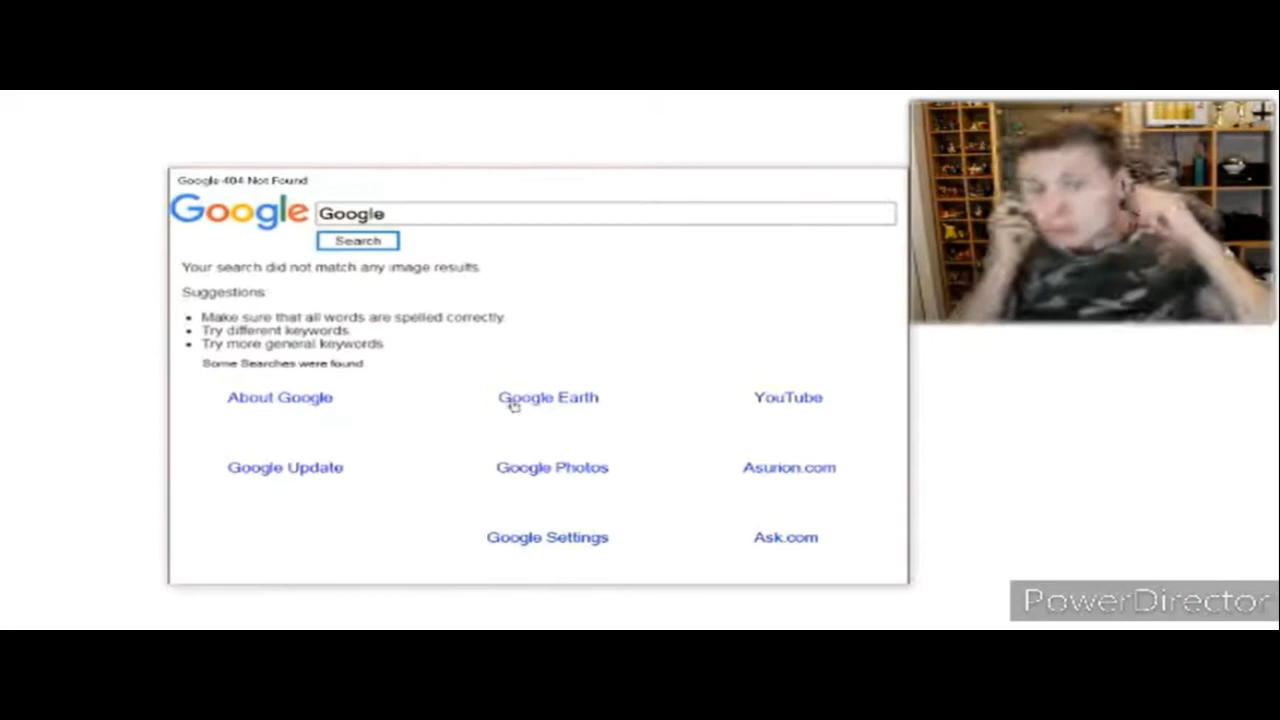 Google 404 Not Found
Google Google
Search
Your search did not match any image results.
Suggestions:
Make sure that all words are spelled correctly.
Try different keywords.
Try more general keywords
Some Searches were found
About Google Google Earth YouTube
Google Update Google Photos Asurion.com
Google Settings Ask.com
PowerDirector